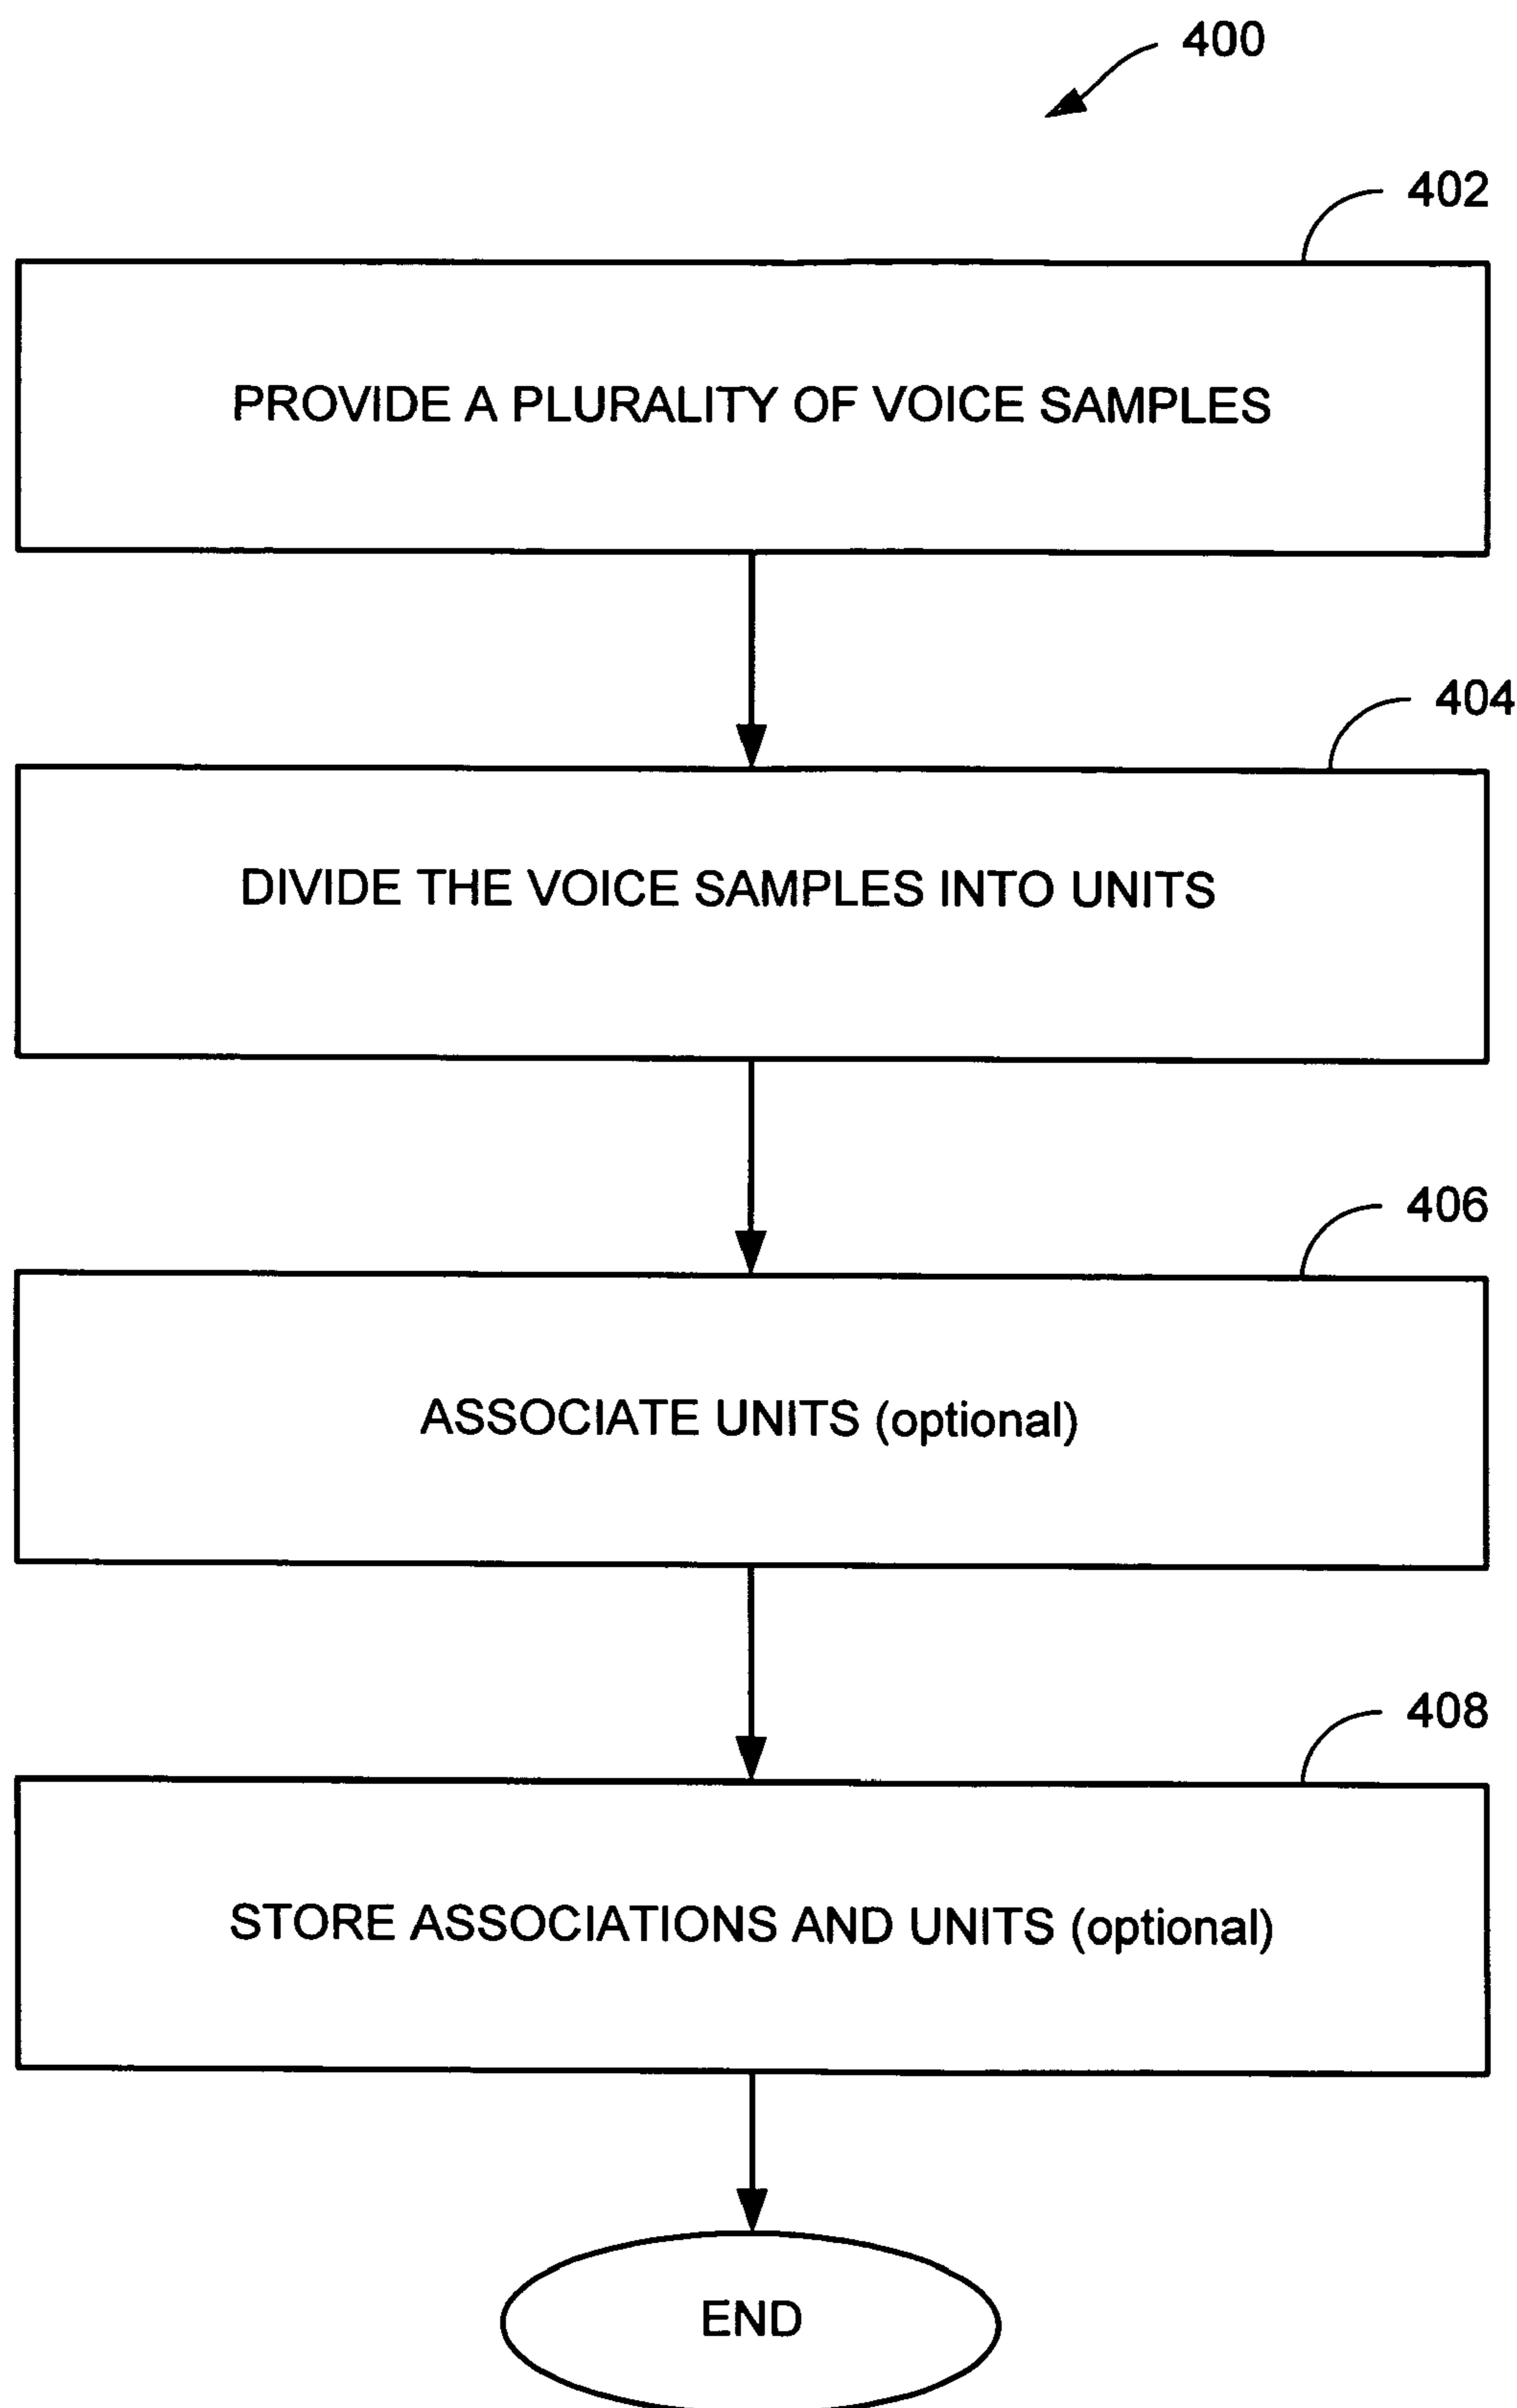 400
402
PROVIDE A PLURALITY OF VOICE SAMPLES
404
DIVIDE THE VOICE SAMPLES INTO UNITS
406
ASSOCIATE UNITS (optional)
408
STORE ASSOCIATIONS AND UNITS (optional)
END